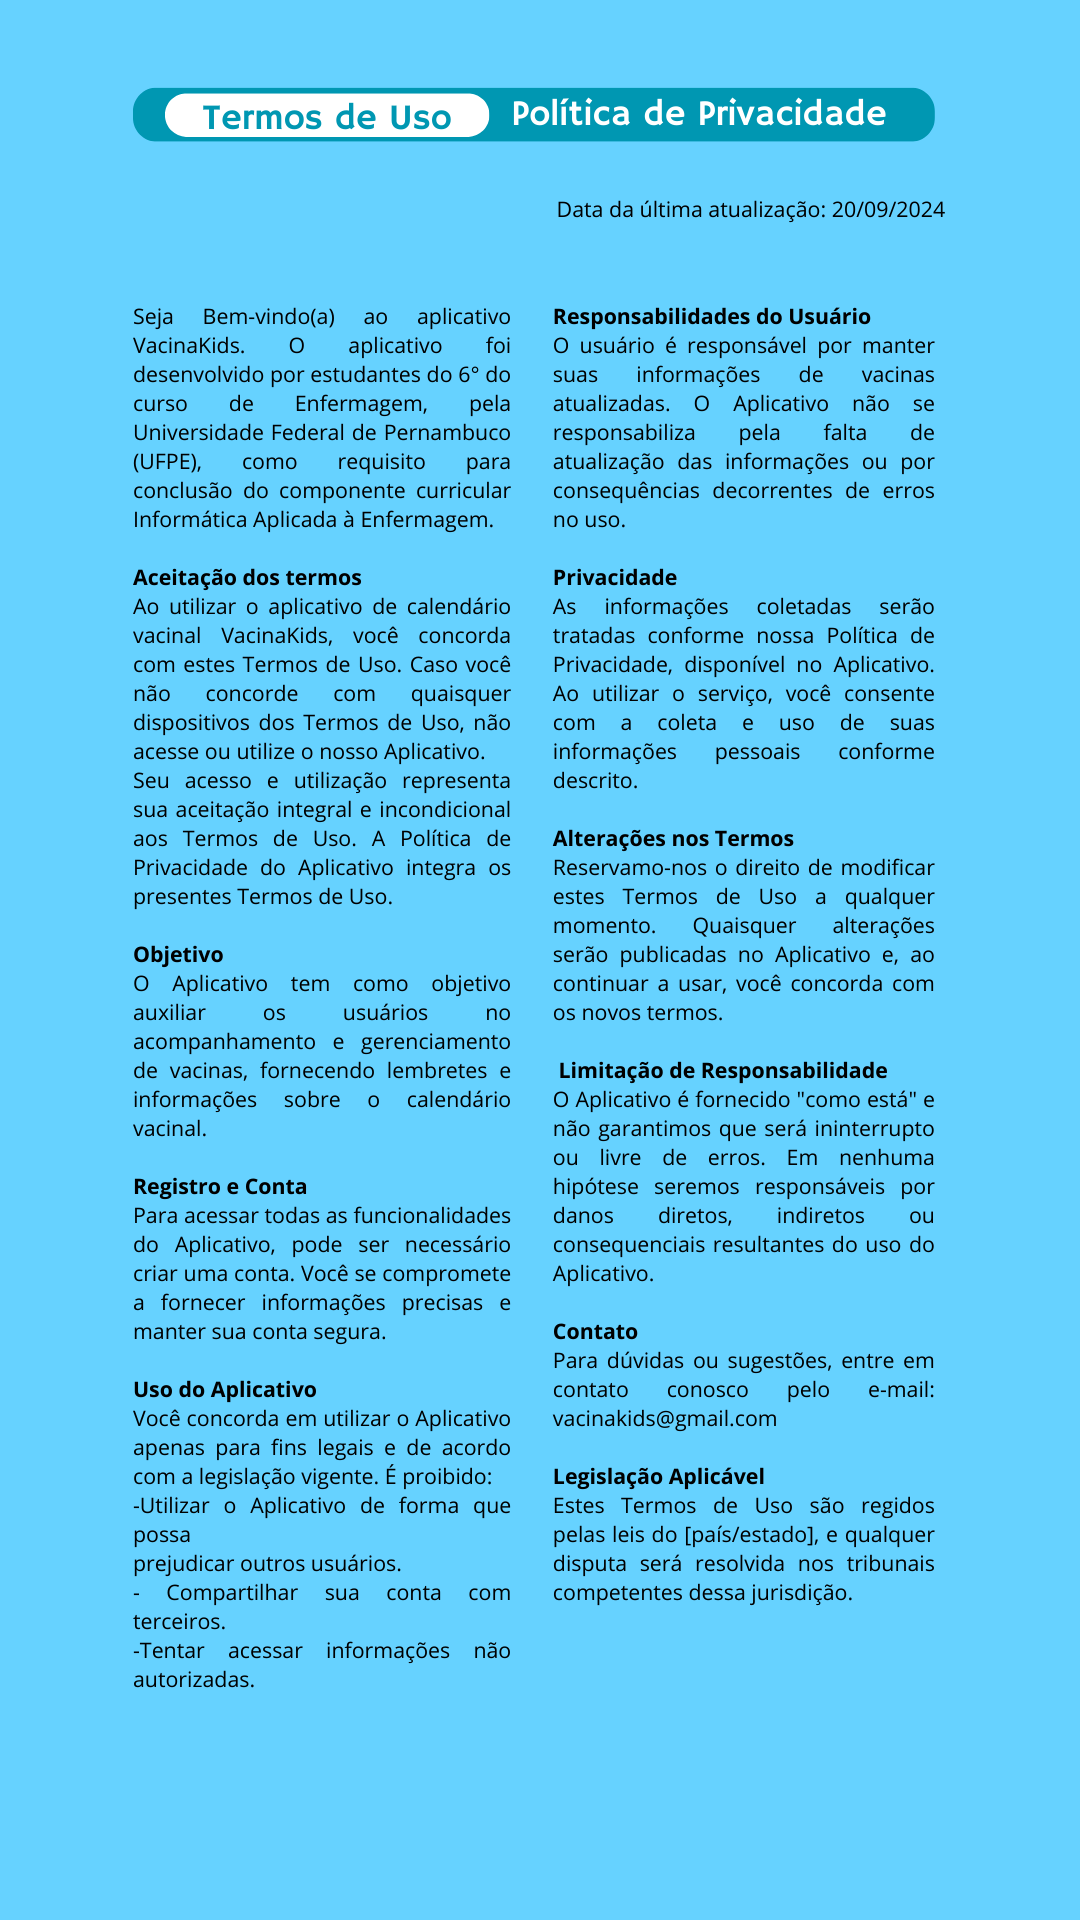 Termos de Uso
Política de Privacidade
Data da última atualização: 20/09/2024
Seja Bem-vindo(a) ao aplicativo
VacinaKids. O aplicativo foi
desenvolvido por estudantes do 6° do
curso de Enfermagem, pela
Universidade Federal de Pernambuco
(UFPE), como requisito para
conclusão do componente curricular
Informática Aplicada à Enfermagem.
Aceitação dos termos
Ao utilizar o aplicativo de calendário
vacinal VacinaKids, você concorda
com estes Termos de Uso. Caso você
não concorde com quaisquer
dispositivos dos Termos de Uso, não
acesse ou utilize o nosso Aplicativo.
Seu acesso e utilização representa
sua aceitação integral e incondicional
aos Termos de Uso. A Política de
Privacidade do Aplicativo integra os
presentes Termos de Uso.
Objetivo
O Aplicativo tem como objetivo
auxiliar os usuários no
acompanhamento e gerenciamento
de vacinas, fornecendo lembretes e
informações sobre o calendário
vacinal.
Registro e Conta
Para acessar todas as funcionalidades
do Aplicativo, pode ser necessário
criar uma conta. Você se compromete
a fornecer informações precisas e
manter sua conta segura.
Uso do Aplicativo
Você concorda em utilizar o Aplicativo
apenas para fins legais e de acordo
com a legislação vigente. É proibido:
-Utilizar o Aplicativo de forma que
possa
prejudicar outros usuários.
- Compartilhar sua conta com
terceiros.
-Tentar acessar informações não
autorizadas.
Responsabilidades do Usuário
O usuário é responsável por manter
suas informações de vacinas
atualizadas. O Aplicativo não se
responsabiliza pela falta de
atualização das informações ou por
consequências decorrentes de erros
no uso.
Privacidade
As informações coletadas serão
tratadas conforme nossa Política de
Privacidade, disponível no Aplicativo.
Ao utilizar o serviço, você consente
com a coleta e uso de suas
informações pessoais conforme
descrito.
Alterações nos Termos
Reservamo-nos o direito de modificar
estes Termos de Uso a qualquer
momento. Quaisquer alterações
serão publicadas no Aplicativo e, ao
continuar a usar, você concorda com
os novos termos.
Limitação de Responsabilidade
O Aplicativo é fornecido "como está" e
não garantimos que será ininterrupto
ou livre de erros. Em nenhuma
hipótese seremos responsáveis por
danos diretos, indiretos ou
consequenciais resultantes do uso do
Aplicativo.
Contato
Para dúvidas ou sugestões, entre em
contato conosco pelo e-mail:
vacinakids@gmail.com
Legislação Aplicável
Estes Termos de Uso são regidos
pelas leis do [país/estado], e qualquer
disputa será resolvida nos tribunais
competentes dessa jurisdição.